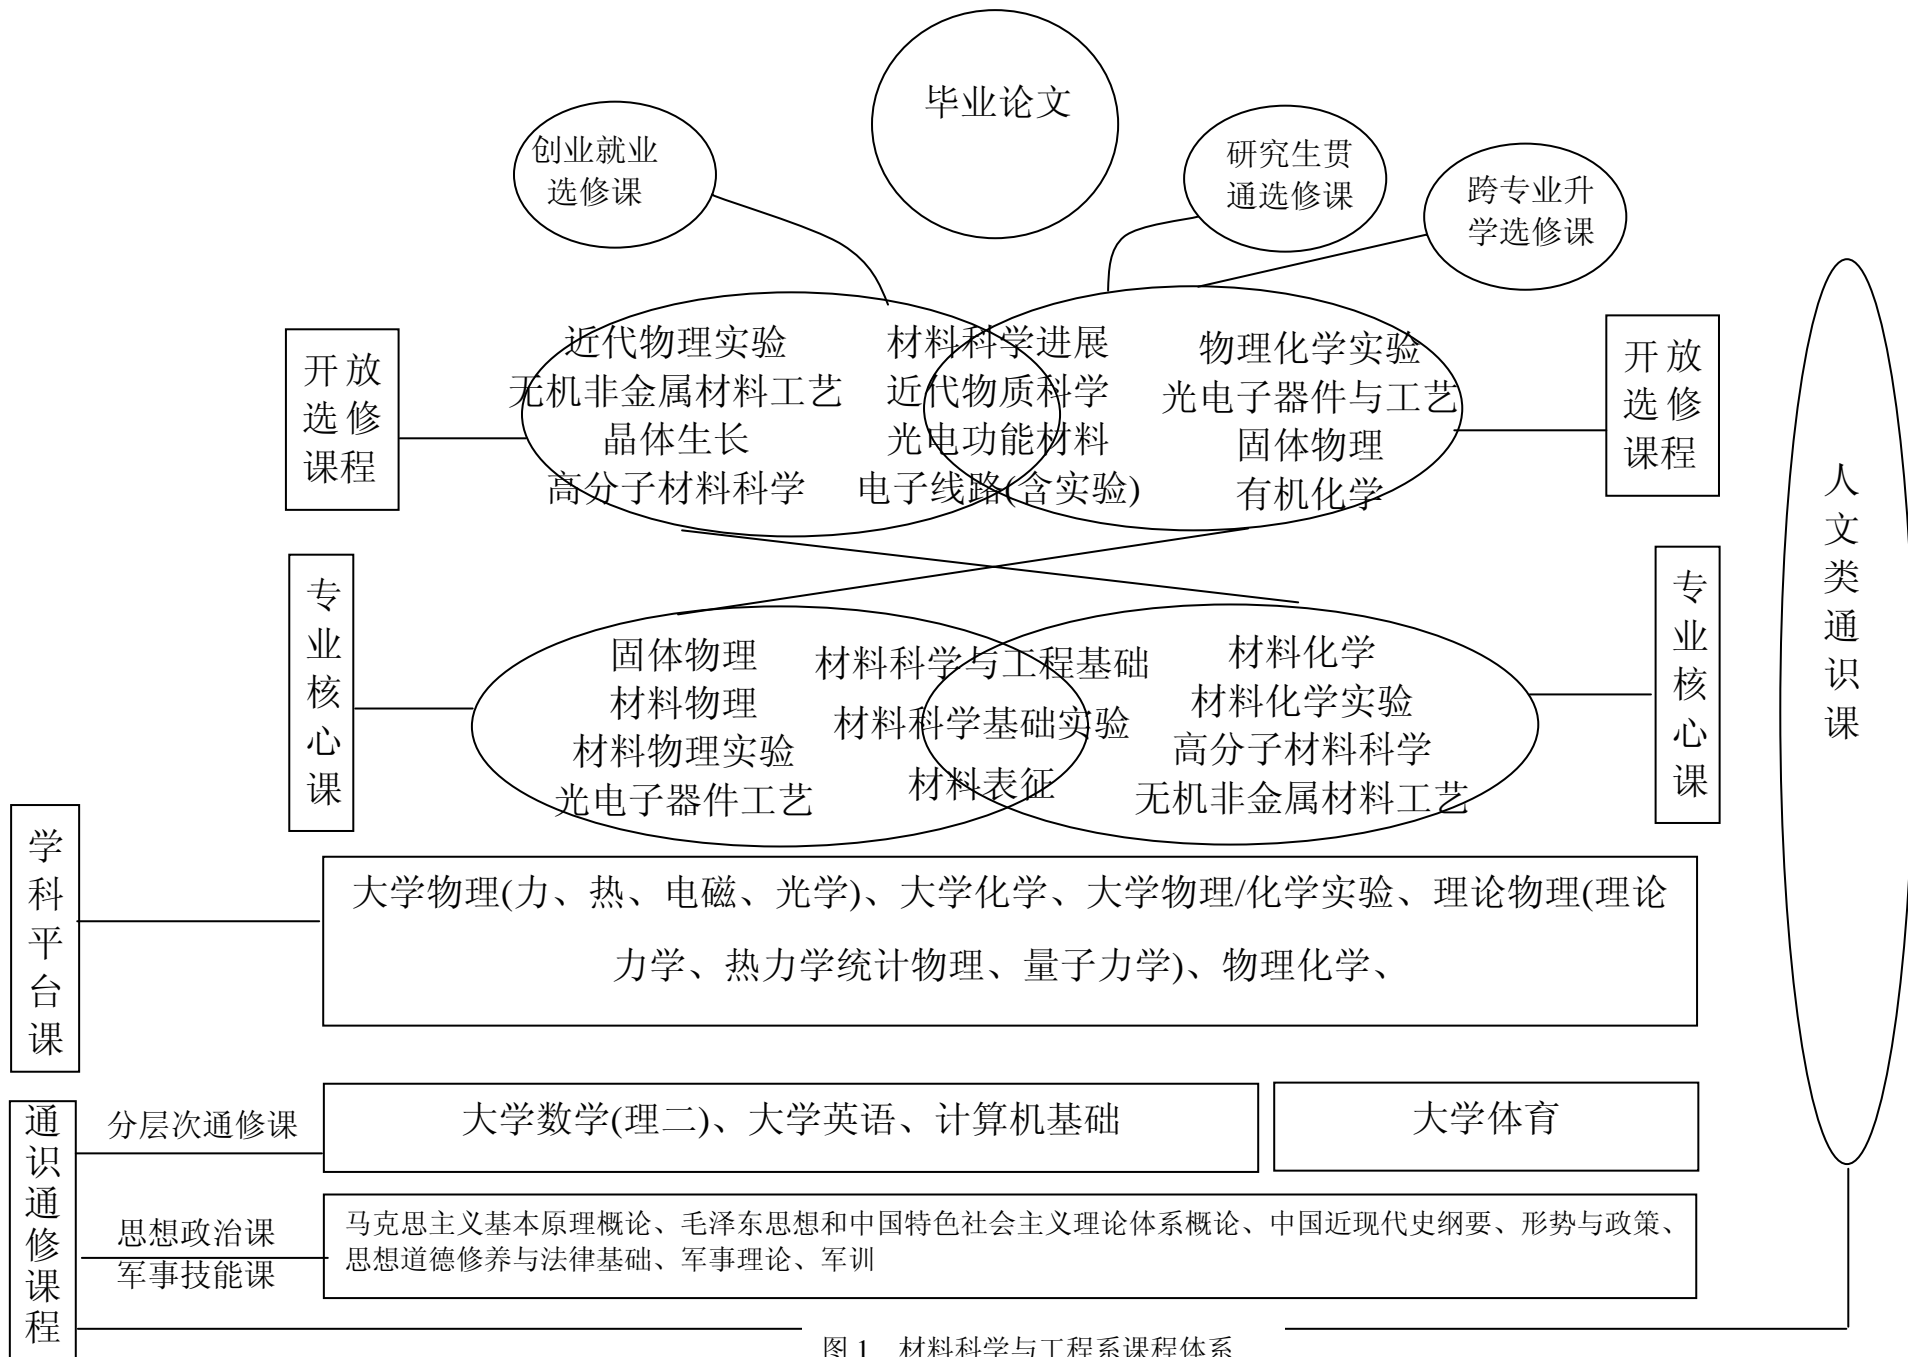 毕业论文
创业就业
选修课
研究生贯
通选修课
跨专业升
学选修课
开放
选修
课程
近代物理实验
无机非金属材料工艺
晶体生长
高分子材料科学
材料科学进展
近代物质科学
光电功能材料
电子线路(含实验)
物理化学实验
光电子器件与工艺
固体物理
有机化学
开放
选修
课程
人文类通识课
专业核心课
固体物理
材料物理
材料物理实验
光电子器件工艺
材料科学与工程基础
材料科学基础实验
材料表征
材料化学
材料化学实验
高分子材料科学
无机非金属材料工艺
专业核心课
学科平台课
大学物理(力、热、电磁、光学)、大学化学、大学物理/化学实验、理论物理(理论
力学、热力学统计物理、量子力学)、物理化学、
通识通修课程
分层次通修课
大学数学(理二)、大学英语、计算机基础
大学体育
思想政治课
军事技能课
马克思主义基本原理概论、毛泽东思想和中国特色社会主义理论体系概论、中国近现代史纲要、形势与政策、
思想道德修养与法律基础、军事理论、军训
图 1 材料科学与工程系课程体系